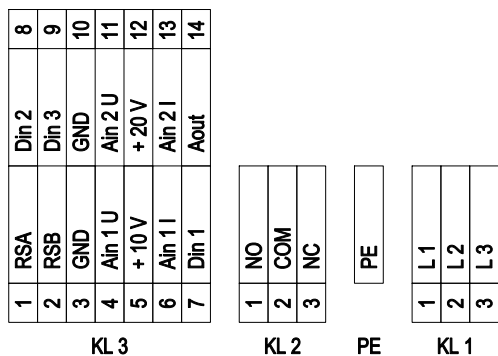 8 9 10 11 12 13 14
Din 2 Din 3 GND Ain 2 U + 20 V Ain 2 I Aout
RSA RSB GND Ain 1 U + 10 V Ain 1 I Din 1
1 2 3 4 5 6 7
KL 3
NO COM NC
1 2 3
KL 2
PE
PE
L 1 L 2 L 3
1 2 3
KL 1